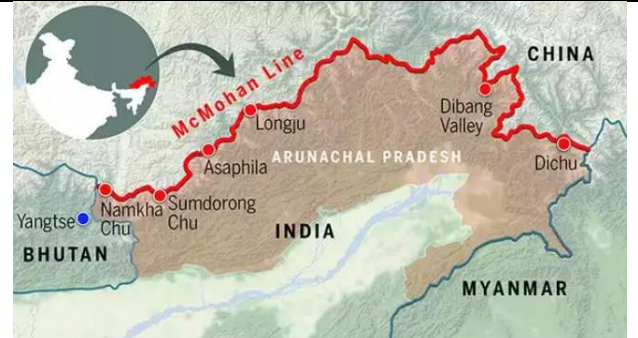 CHINA
McMohan Line
Longju
Dibang
Valley
Asaphila
ARUNACHAL PRADESH
Dichu
Namkha
Chu
Sumdorong
Chu
Yangtse
INDIA
BHUTAN
MYANMAR